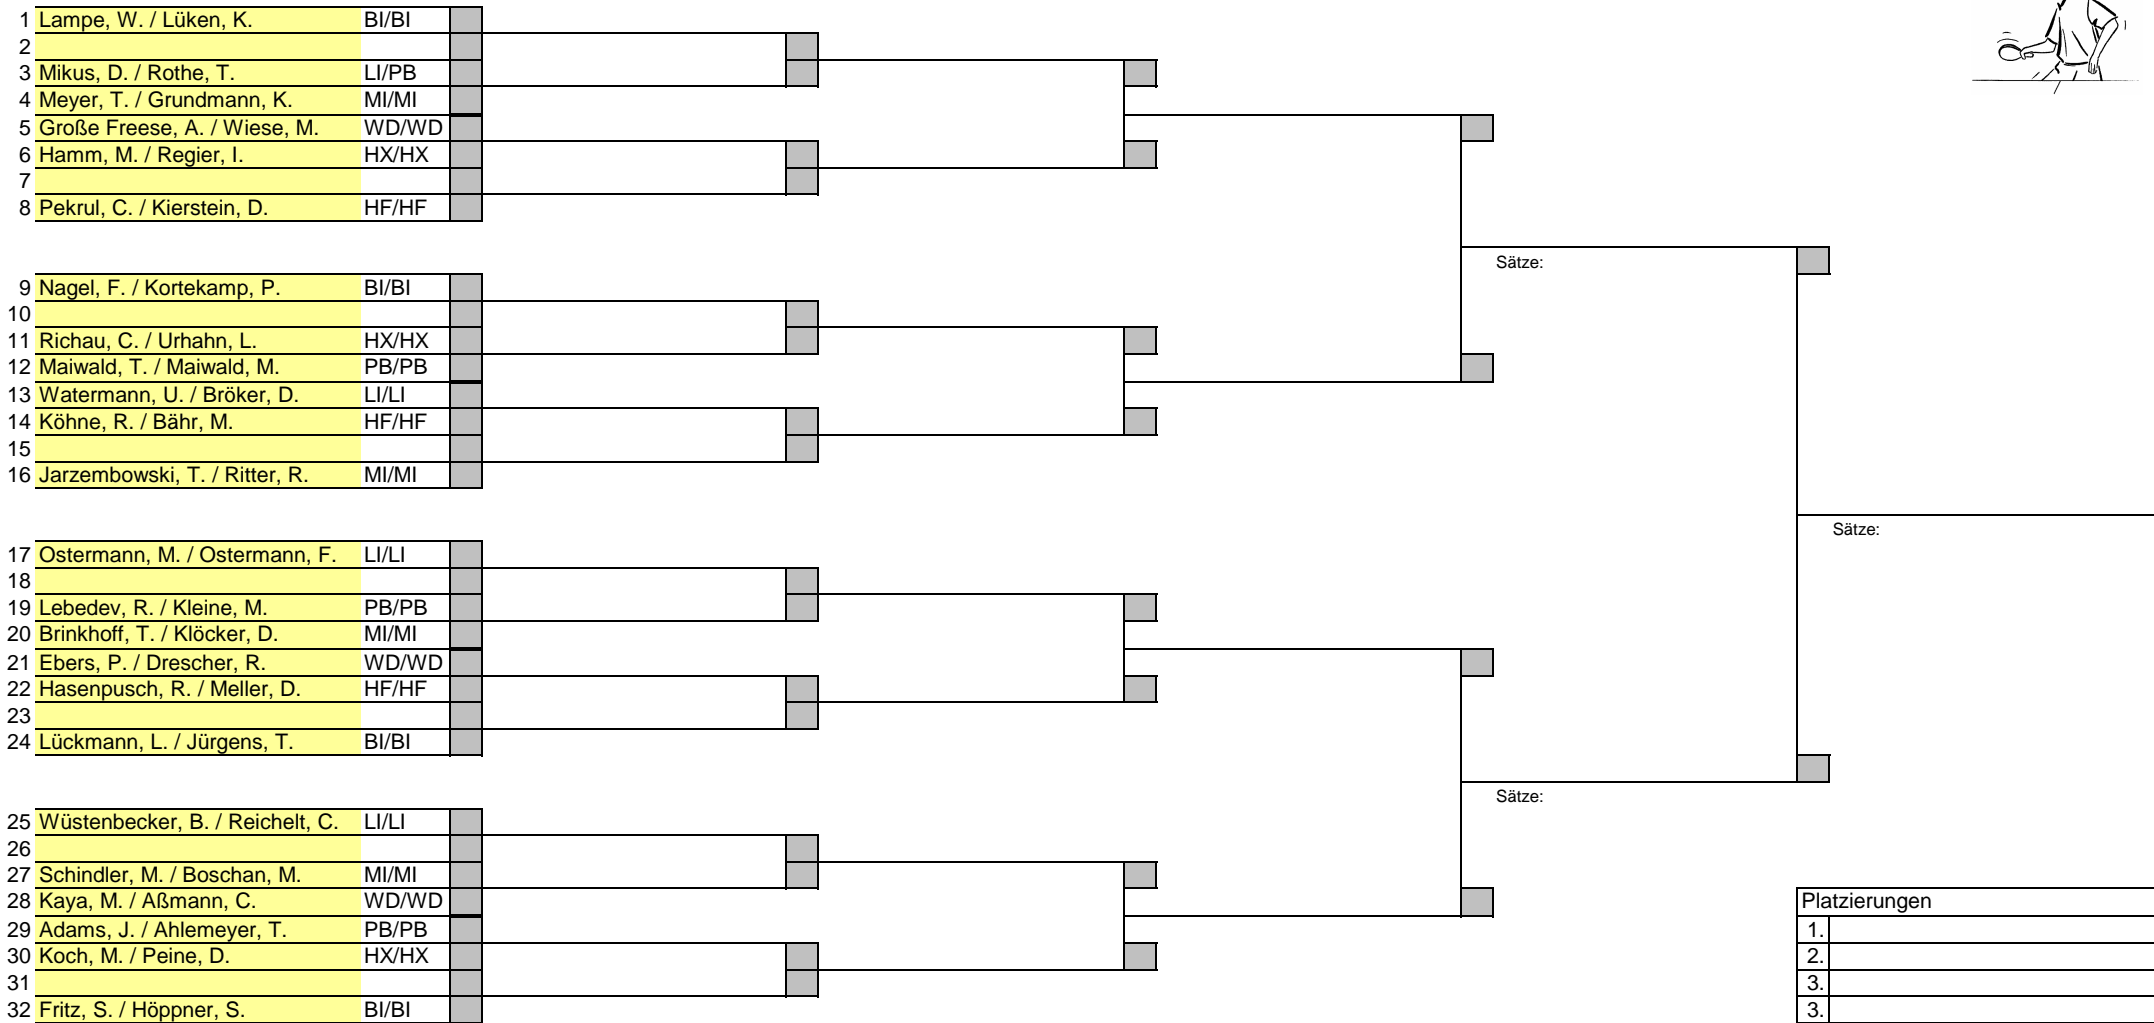 1 Lampe, W. / Lüken, K. BI/BI
2
3 Mikus, D. / Rothe, T. LI/PB
4 Meyer, T. / Grundmann, K. MI/MI
5 Große Freese, A. / Wiese, M. WD/WD
6 Hamm, M. / Regier, I. HX/HX
7
8 Pekrul, C. / Kierstein, D. HF/HF
Sätze:
9 Nagel, F. / Kortekamp, P. BI/BI
10
11 Richau, C. / Urhahn, L. HX/HX
12 Maiwald, T. / Maiwald, M. PB/PB
13 Watermann, U. / Bröker, D. LI/LI
14 Köhne, R. / Bähr, M. HF/HF
15
16 Jarzembowski, T. / Ritter, R. MI/MI
Sätze:
17 Ostermann, M. / Ostermann, F. LI/LI
18
19 Lebedev, R. / Kleine, M. PB/PB
20 Brinkhoff, T. / Klöcker, D. MI/MI
21 Ebers, P. / Drescher, R. WD/WD
22 Hasenpusch, R. / Meller, D. HF/HF
23
24 Lückmann, L. / Jürgens, T. BI/BI
Sätze:
25 Wüstenbecker, B. / Reichelt, C. LI/LI
26
27 Schindler, M. / Boschan, M. MI/MI
28 Kaya, M. / Aßmann, C. WD/WD
29 Adams, J. / Ahlemeyer, T. PB/PB
30 Koch, M. / Peine, D. HX/HX
31
32 Fritz, S. / Höppner, S. BI/BI
Platzierungen
1.
2.
3.
3.